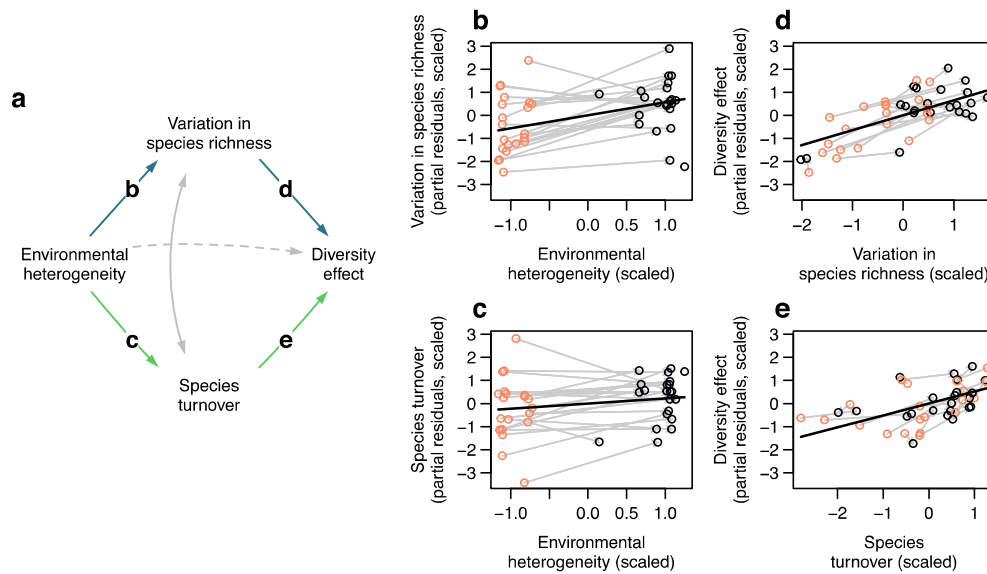 a
Variation in
species richness
b
d
Environmental
heterogeneity
Diversity
effect
c
e
Species
turnover
b
Variation in species richness
(partial residuals, scaled)
3
2
1
0
−1
−2
−3
−1.0
0.0
0.5
1.0
Environmental
heterogeneity (scaled)
d
Diversity effect
(partial residuals, scaled)
3
2
1
0
−1
−2
−3
−2
−1
0
1
Variation in
species richness (scaled)
c
Species turnover
(partial residuals, scaled)
3
2
1
0
−1
−2
−3
−1.0
0.0
0.5
1.0
Environmental
heterogeneity (scaled)
e
Diversity effect
(partial residuals, scaled)
3
2
1
0
−1
−2
−3
−2
−1
0
1
Species
turnover (scaled)